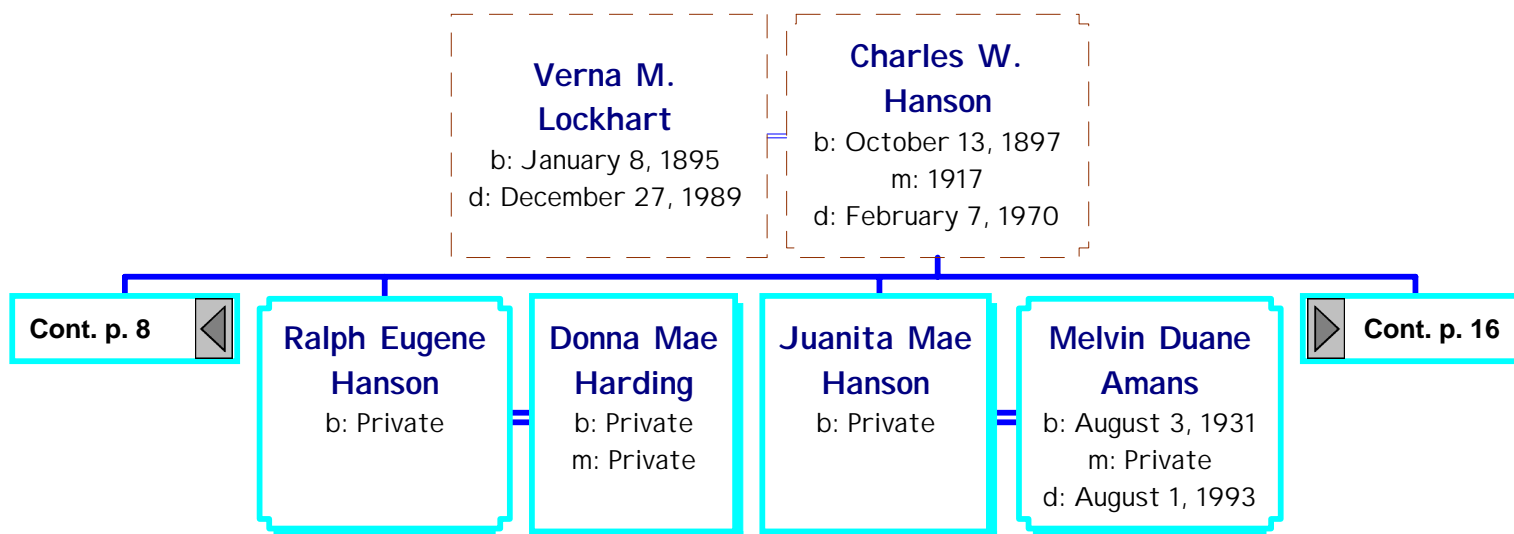 Verna M.
Lockhart
b: January 8, 1895
d: December 27, 1989
Charles W.
Hanson
b: October 13, 1897
m: 1917
d: February 7, 1970
Cont. p. 8
Ralph Eugene
Hanson
b: Private
Donna Mae
Harding
b: Private
m: Private
Juanita Mae
Hanson
b: Private
Melvin Duane
Amans
b: August 3, 1931
m: Private
d: August 1, 1993
Cont. p. 16